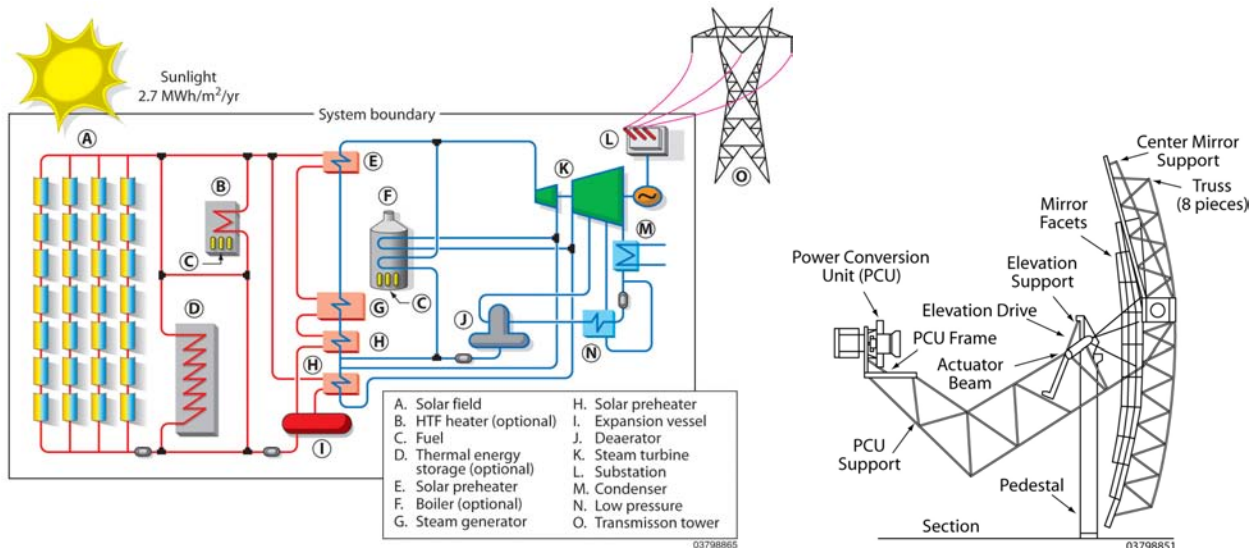 Sunlight
2.7 MWh/m²/yr
System boundary
A
B
C
D
E
F
C
G
H
H
I
J
K
L
M
N
O
A. Solar field
B. HTF heater (optional)
C. Fuel
D. Thermal energy
storage (optional)
E. Solar preheater
F. Boiler (optional)
G. Steam generator
H. Solar preheater
I. Expansion vessel
J. Deaerator
K. Steam turbine
L. Substation
M. Condenser
N. Low pressure
O. Transmisson tower
03798865
Center Mirror
Support
Truss
(8 pieces)
Mirror
Facets
Elevation
Support
Power Conversion
Unit (PCU)
Elevation Drive
PCU Frame
Actuator
Beam
PCU
Support
Pedestal
Section
03798851